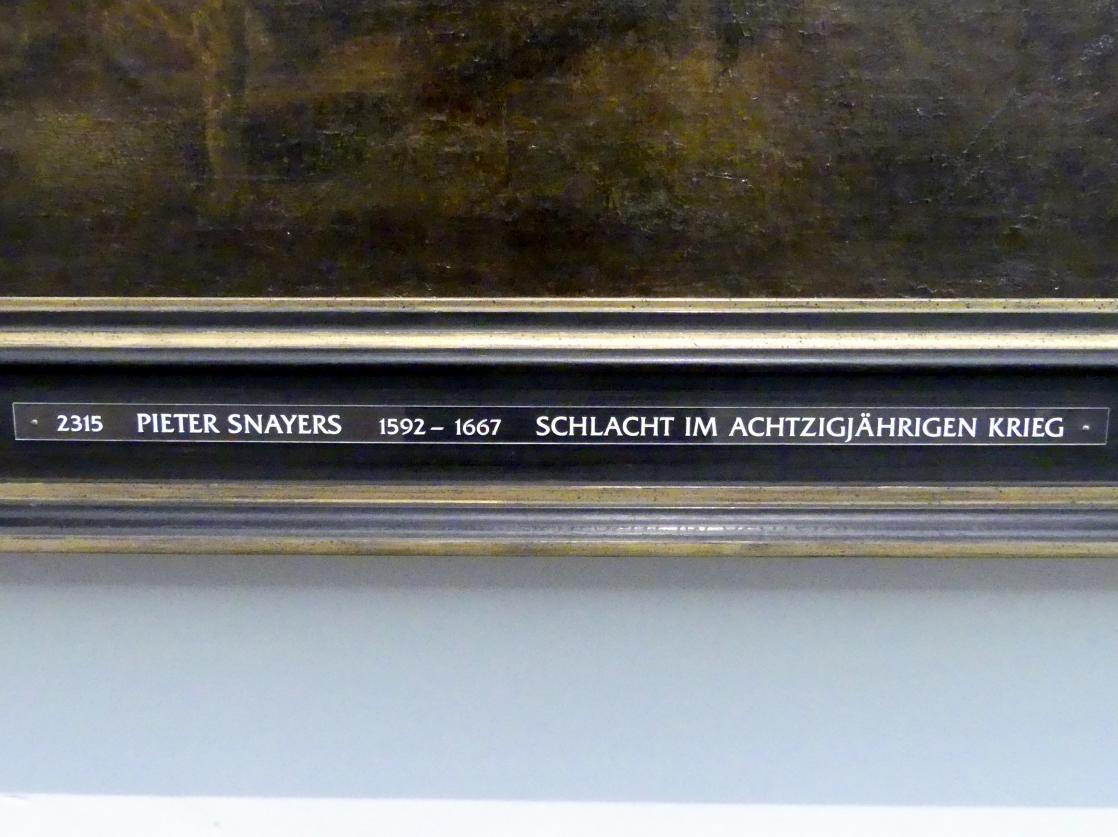 2315 PIETER SNAYERS 1592 – 1667 SCHLACHT IM ACHTZIGJÄHRIGEN KRIEG